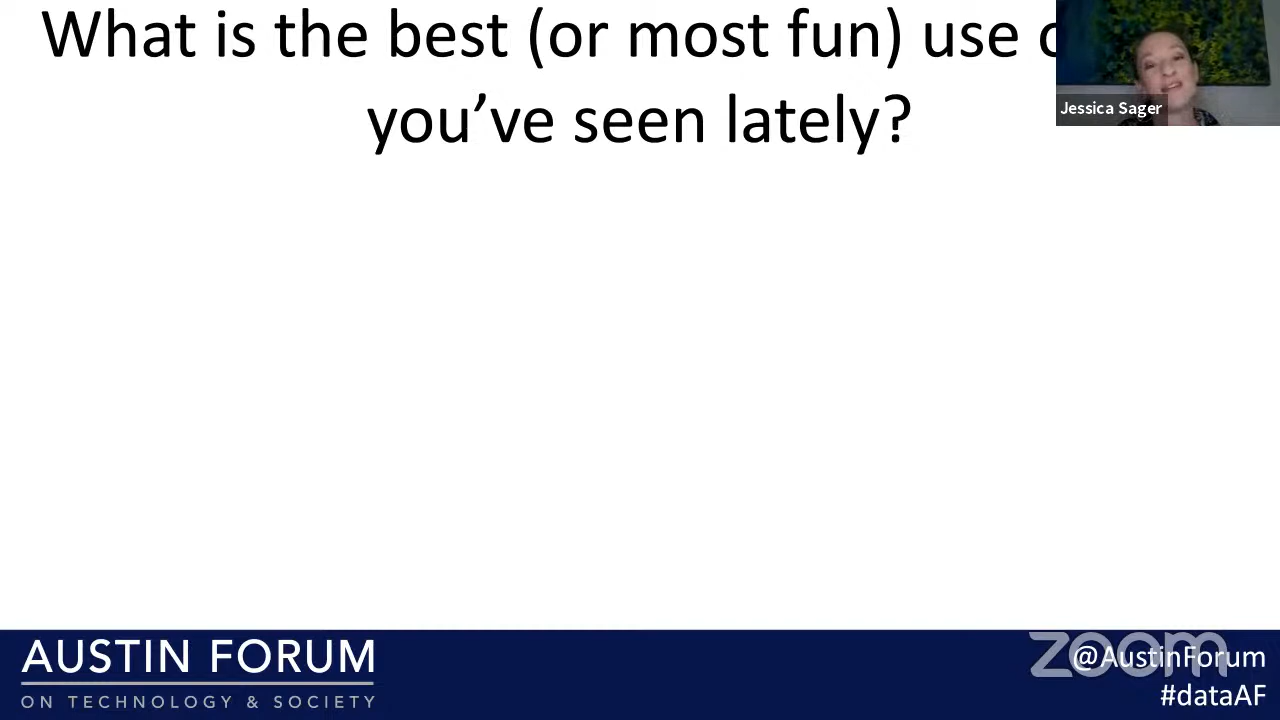 What is the best (or most fun) use
you've seen lately?
Jessica Sager
AUSTIN FORUM
ON TECHNOLOGY & SOCIETY
zoom
@AustinForum
#dataAF